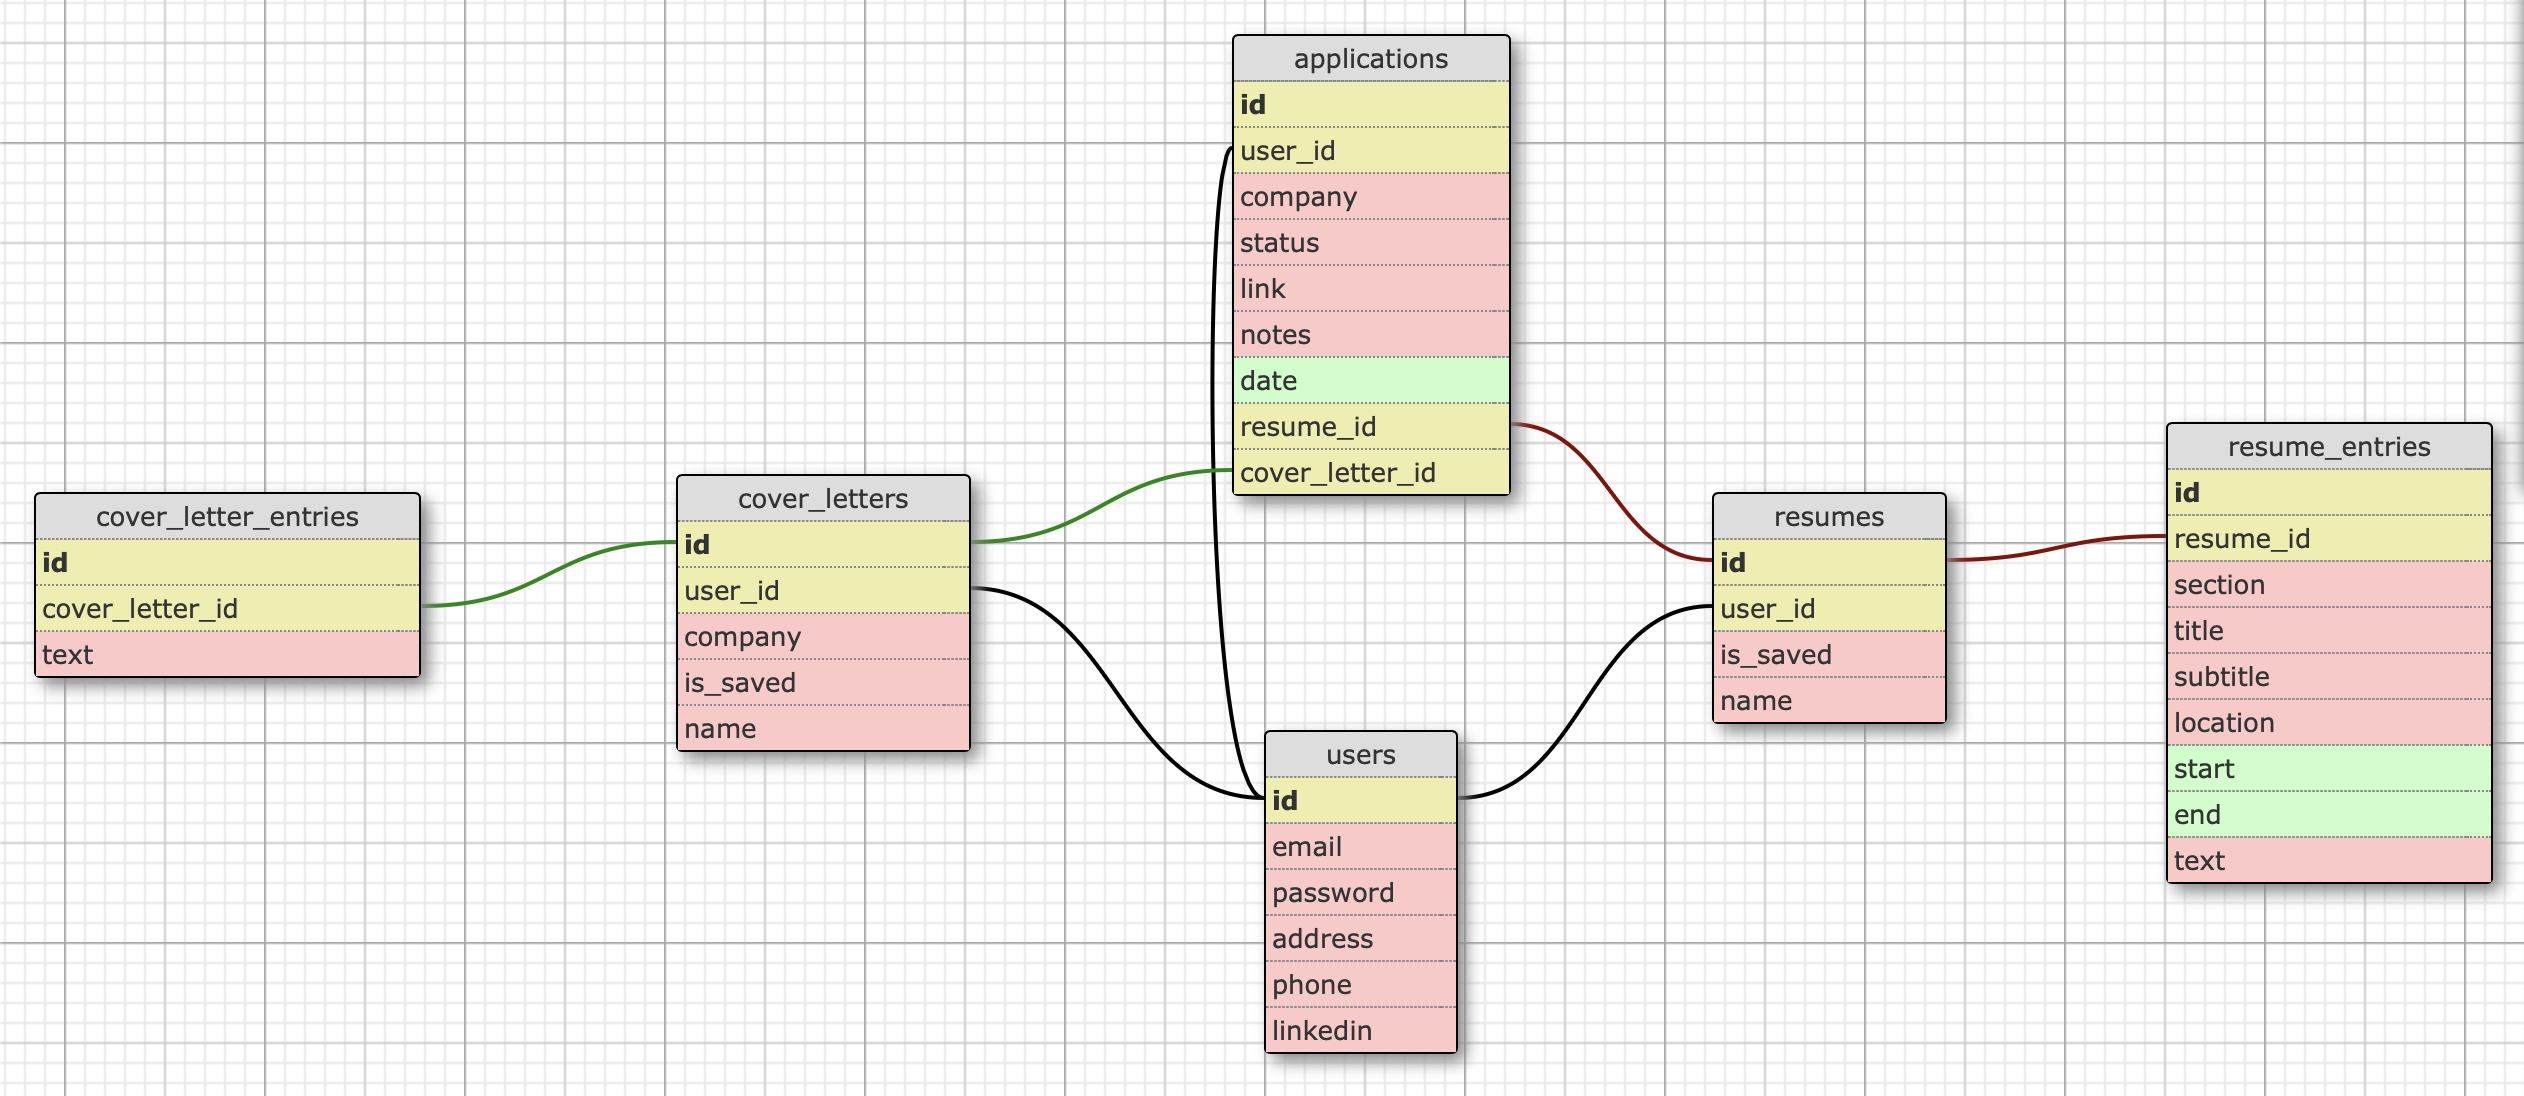 applications
id
user_id
company
status
link
notes
date
resume_id
cover_letter_id
cover_letter_entries
id
cover_letter_id
text
cover_letters
id
user_id
company
is_saved
name
users
id
email
password
address
phone
linkedin
resumes
id
user_id
is_saved
name
resume_entries
id
resume_id
section
title
subtitle
location
start
end
text